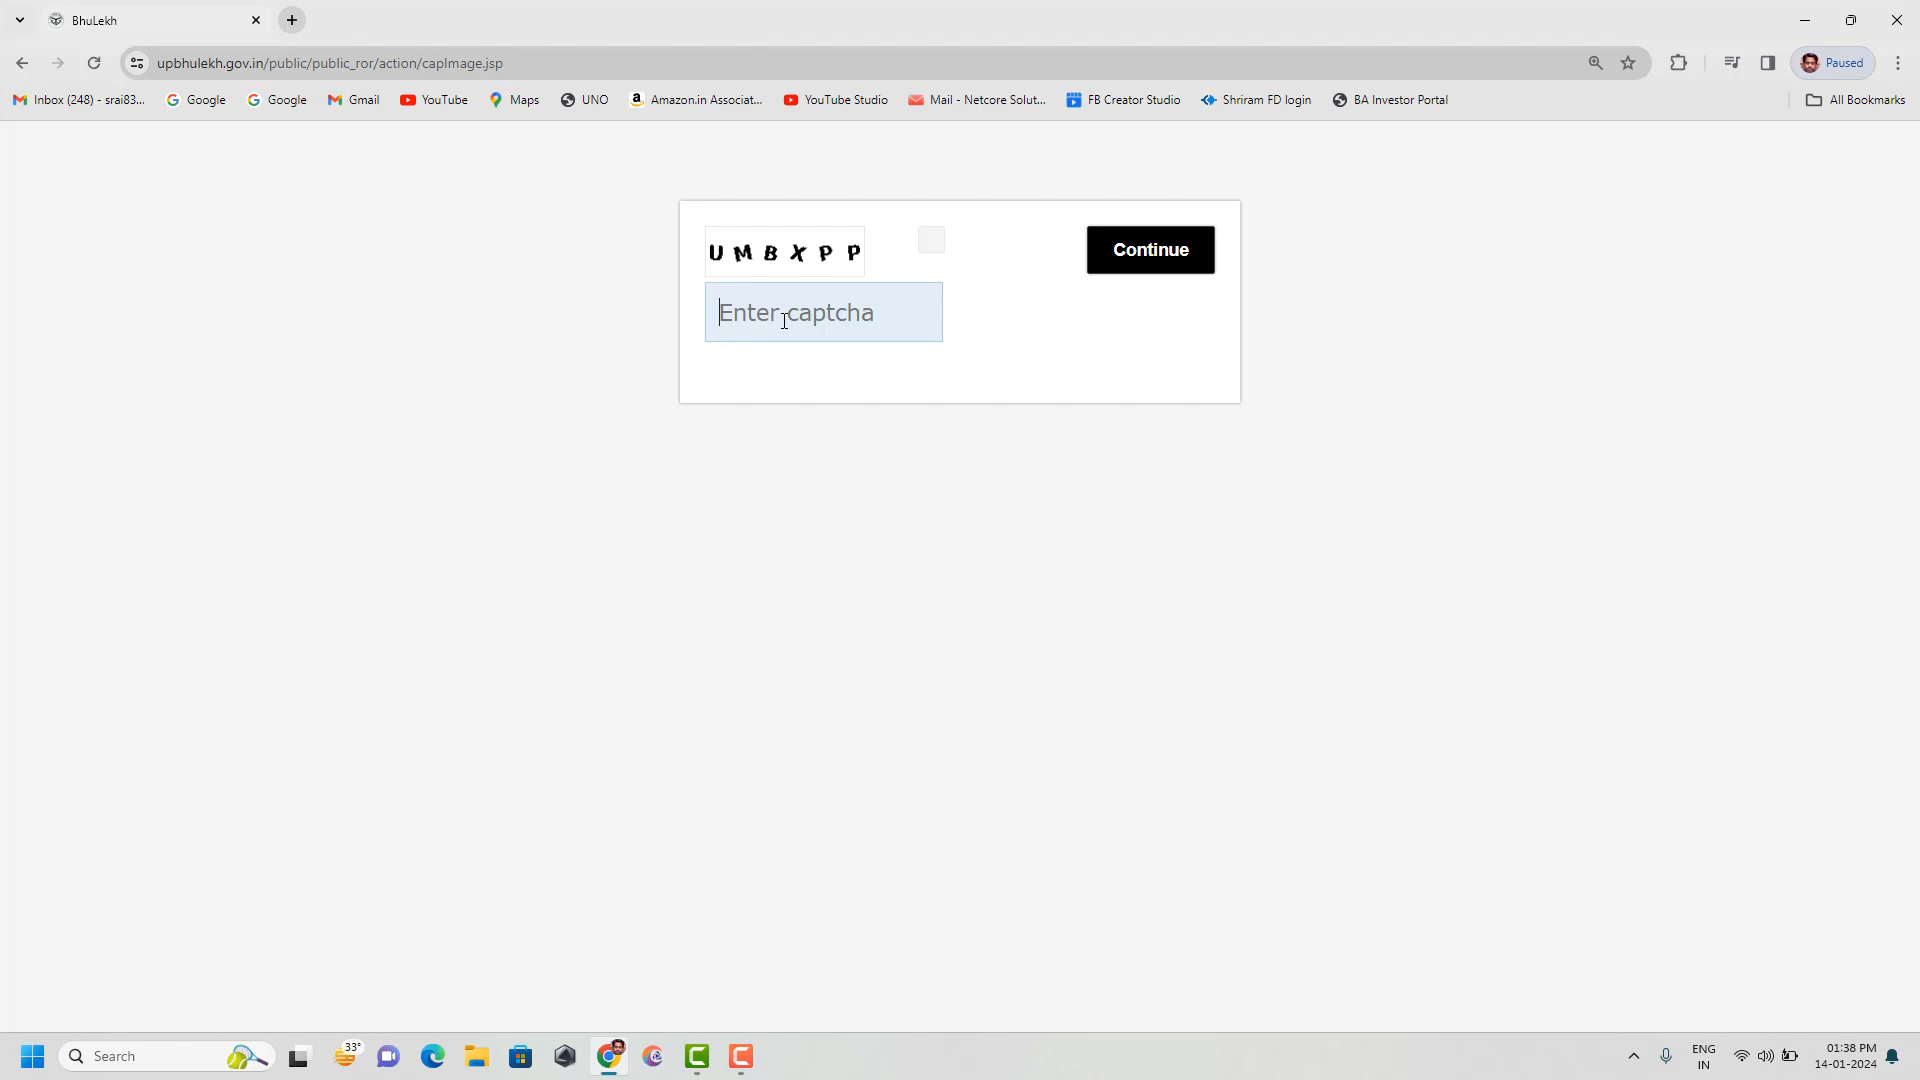 BhuLekh
upbhulekh.gov.in/public/public_ror/action/capImage.jsp
Paused
Inbox (248) - srai83...
Google
Google
Gmail
YouTube
Maps
UNO
Amazon.in Associat...
YouTube Studio
Mail - Netcore Solut...
FB Creator Studio
Shriram FD login
BA Investor Portal
All Bookmarks
U M B X P P
Continue
Enter captcha
Search
33°
ENG
IN
01:38 PM
14-01-2024